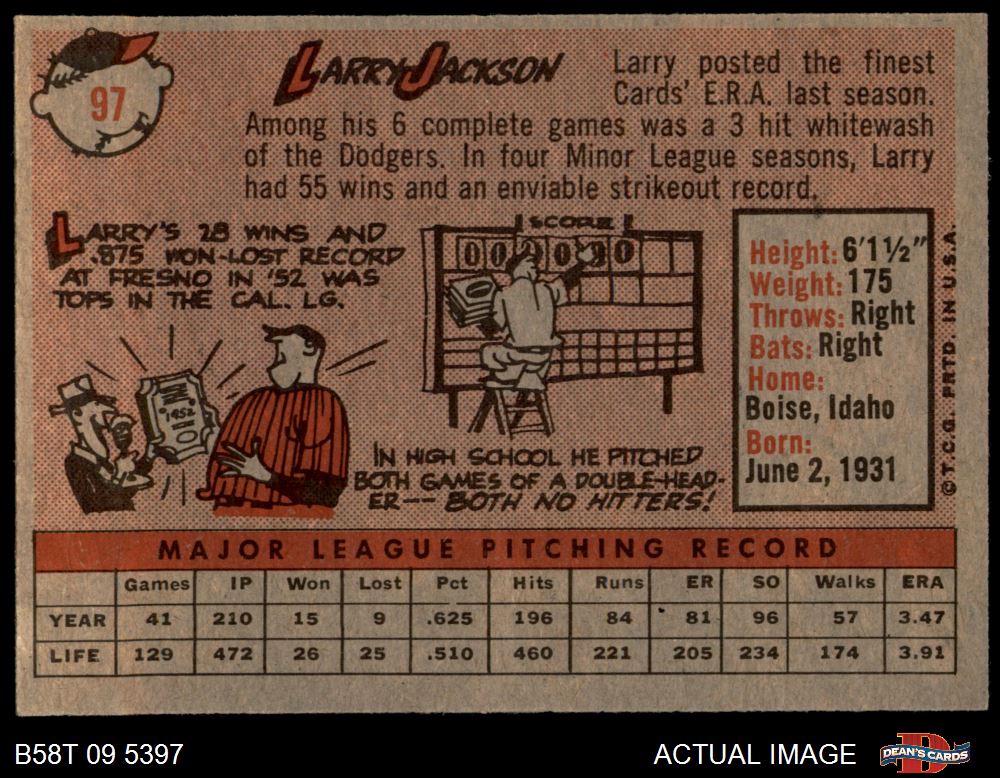 97
LARRY JACKSON
Larry posted the finest
Cards' E.R.A. last season.
Among his 6 complete games was a 3 hit whitewash
of the Dodgers. In four Minor League seasons, Larry
had 55 wins and an enviable strikeout record.
LARRY'S 28 WINS AND
.875 WON-LOST RECORD
AT FRESNO IN '52 WAS
TOPS IN THE CAL. LG.
1952
SCORE
IN HIGH SCHOOL HE PITCHED
BOTH GAMES OF A DOUBLE-HEAD-
ER -- BOTH NO HITTERS!
Height: 6'1½"
Weight: 175
Throws: Right
Bats: Right
Home:
Boise, Idaho
Born:
June 2, 1931
© T.C.G. PRTD. IN U.S.A.
MAJOR LEAGUE PITCHING RECORD
Games IP Won Lost Pct Hits Runs ER SO Walks ERA
YEAR 41 210 15 9 .625 196 84 81 96 57 3.47
LIFE 129 472 26 25 .510 460 221 205 234 174 3.91
B58T 09 5397
ACTUAL IMAGE
DEAN'S CARDS